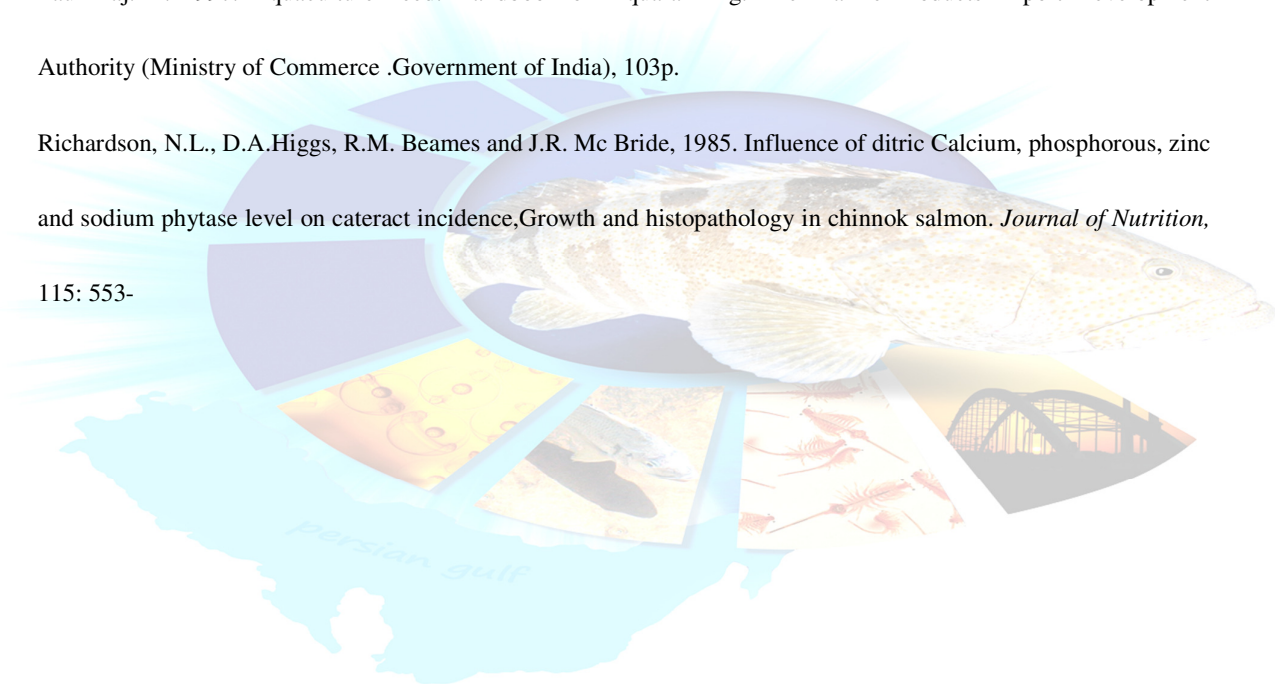 Authority (Ministry of Commerce .Government of India), 103p.
Richardson, N.L., D.A.Higgs, R.M. Beames and J.R. Mc Bride, 1985. Influence of ditric Calcium, phosphorous, zinc
and sodium phytase level on cateract incidence,Growth and histopathology in chinnok salmon. Journal of Nutrition,
115: 553-
persian gulf